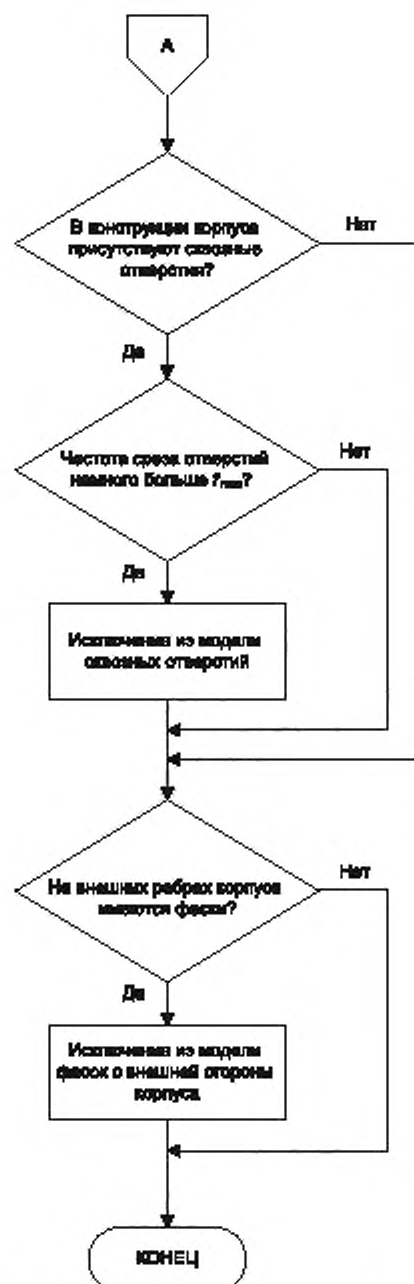 А
В конструкции корпуса
присутствуют сквозные
отверстия?
Нет
Да
Частота среза отверстий
намного больше fmax?
Нет
Да
Исключение из модели
сквозных отверстий
На внешних ребрах корпуса
имеются фаски?
Нет
Да
Исключение из модели
фасок с внешней стороны
корпуса
КОНЕЦ